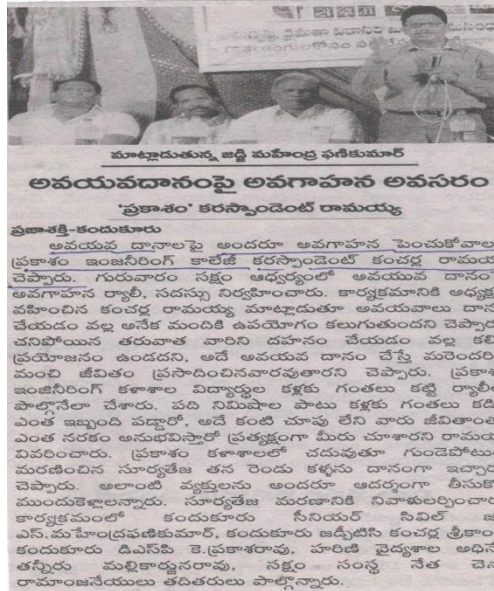 మాట్లాడుతున్న జడ్జి మహేంద్ర ఫణికుమార్
అవయవదానంపై అవగాహన అవసరం
'ప్రకాశం' కరస్పాండెంట్ రామయ్య
ప్రజాశక్తి-కందుకూరు
అవయవ దానాలపై అందరూ అవగాహన పెంచుకోవాల
ప్రకాశం ఇంజనీరింగ్ కాలేజీ కరస్పాండెంట్ కంచర్ల రామయ
చెప్పారు. గురువారం సక్షం ఆధ్వర్యంలో అవయువ దానం
అవగాహన ర్యాలీ, సదస్సు నిర్వహించారు. కార్యక్రమానికి అధ్యక్ష
వహించిన కంచర్ల రామయ్య మాట్లాడుతూ అవయవాలు దాన
చేయడం వల్ల అనేక మందికి ఉపయోగం కలుగుతుందని చెప్పార
చనిపోయిన తరువాత వారిని దహనం చేయడం వల్ల కలి
ప్రయోజనం ఉండదని, అదే అవయవ దానం చేస్తే మరెందరి
మంచి జీవితం ప్రసాదించినవారవుతారని చెప్పారు. ప్రకాశ
ఇంజినీరింగ్ కళాశాల విద్యార్థుల కళ్లకు గంతలు కట్టి ర్యాలీ
పాల్గొనేలా చేశారు. పది నిమిషాల పాటు కళ్లకు గంతలు కడి
ఎంత ఇబ్బంది పడ్డారో, అదే కంటి చూపు లేని వారు జీవితాంత
ఎంత నరకం అనుభవిస్తారో ప్రత్యక్షంగా మీరు చూశారని రామయ
వివరించారు. ప్రకాశం కళాశాలలో చదువుతూ గుండెపోటుత
మరణించిన సూర్యతేజ తన రెండు కళ్ళను దానంగా ఇచ్చార
చెప్పారు. అలాంటి వ్యక్తులను అందరూ ఆదర్శంగా తీసుకొ
ముందుకెళ్లాలన్నారు. సూర్యతేజ మరణానికి నివాళులర్పించార
కార్యక్రమంలో కందుకూరు సీనియర్ సివిల్ జ
ఎస్.మహేంద్రఫణికుమార్, కందుకూరు జడ్పీటిసి కంచర్ల శ్రీకాం
కందుకూరు డిఎస్‌పి కె.ప్రకాశరావు, హరిణి వైద్యశాల అధినే
తన్నీరు మల్లికార్జునరావు, సక్షం సంస్థ నేత చెన
రామాంజనేయులు తదితరులు పాల్గొన్నారు.